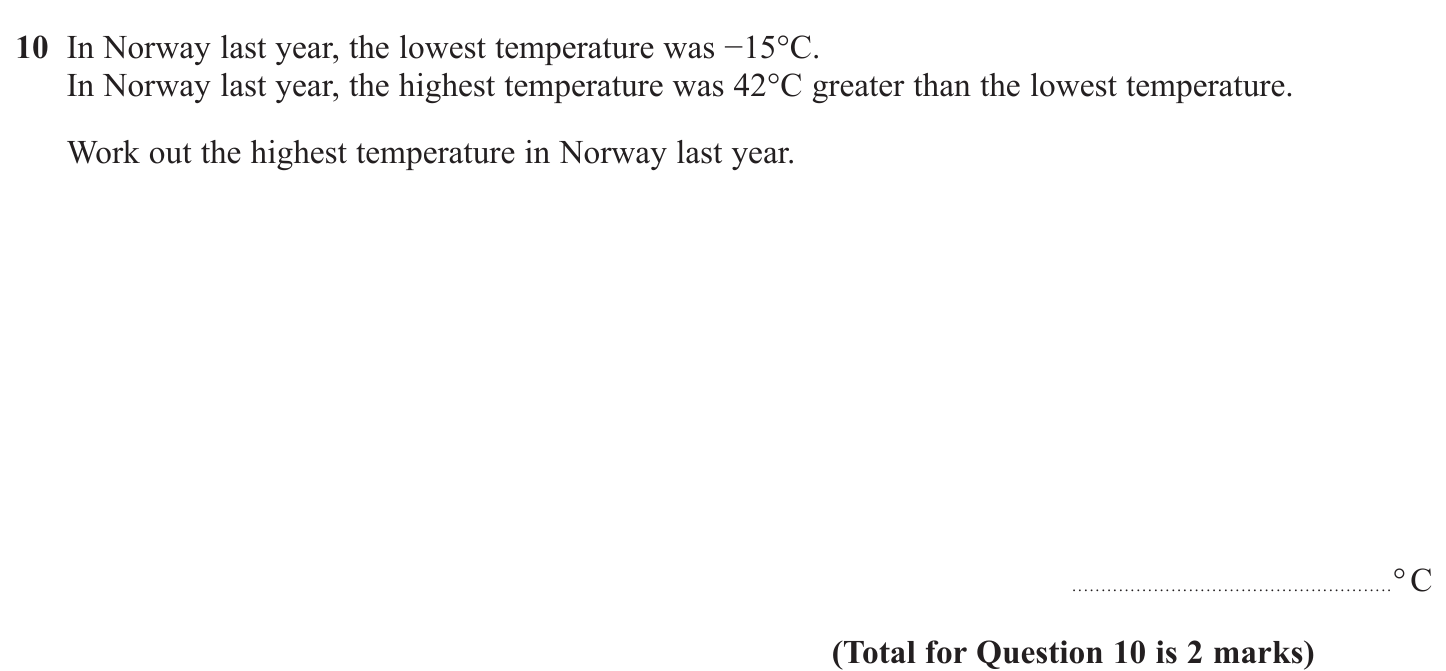 10 In Norway last year, the lowest temperature was −15°C.
In Norway last year, the highest temperature was 42°C greater than the lowest temperature.
Work out the highest temperature in Norway last year.
....................................................... °C
(Total for Question 10 is 2 marks)